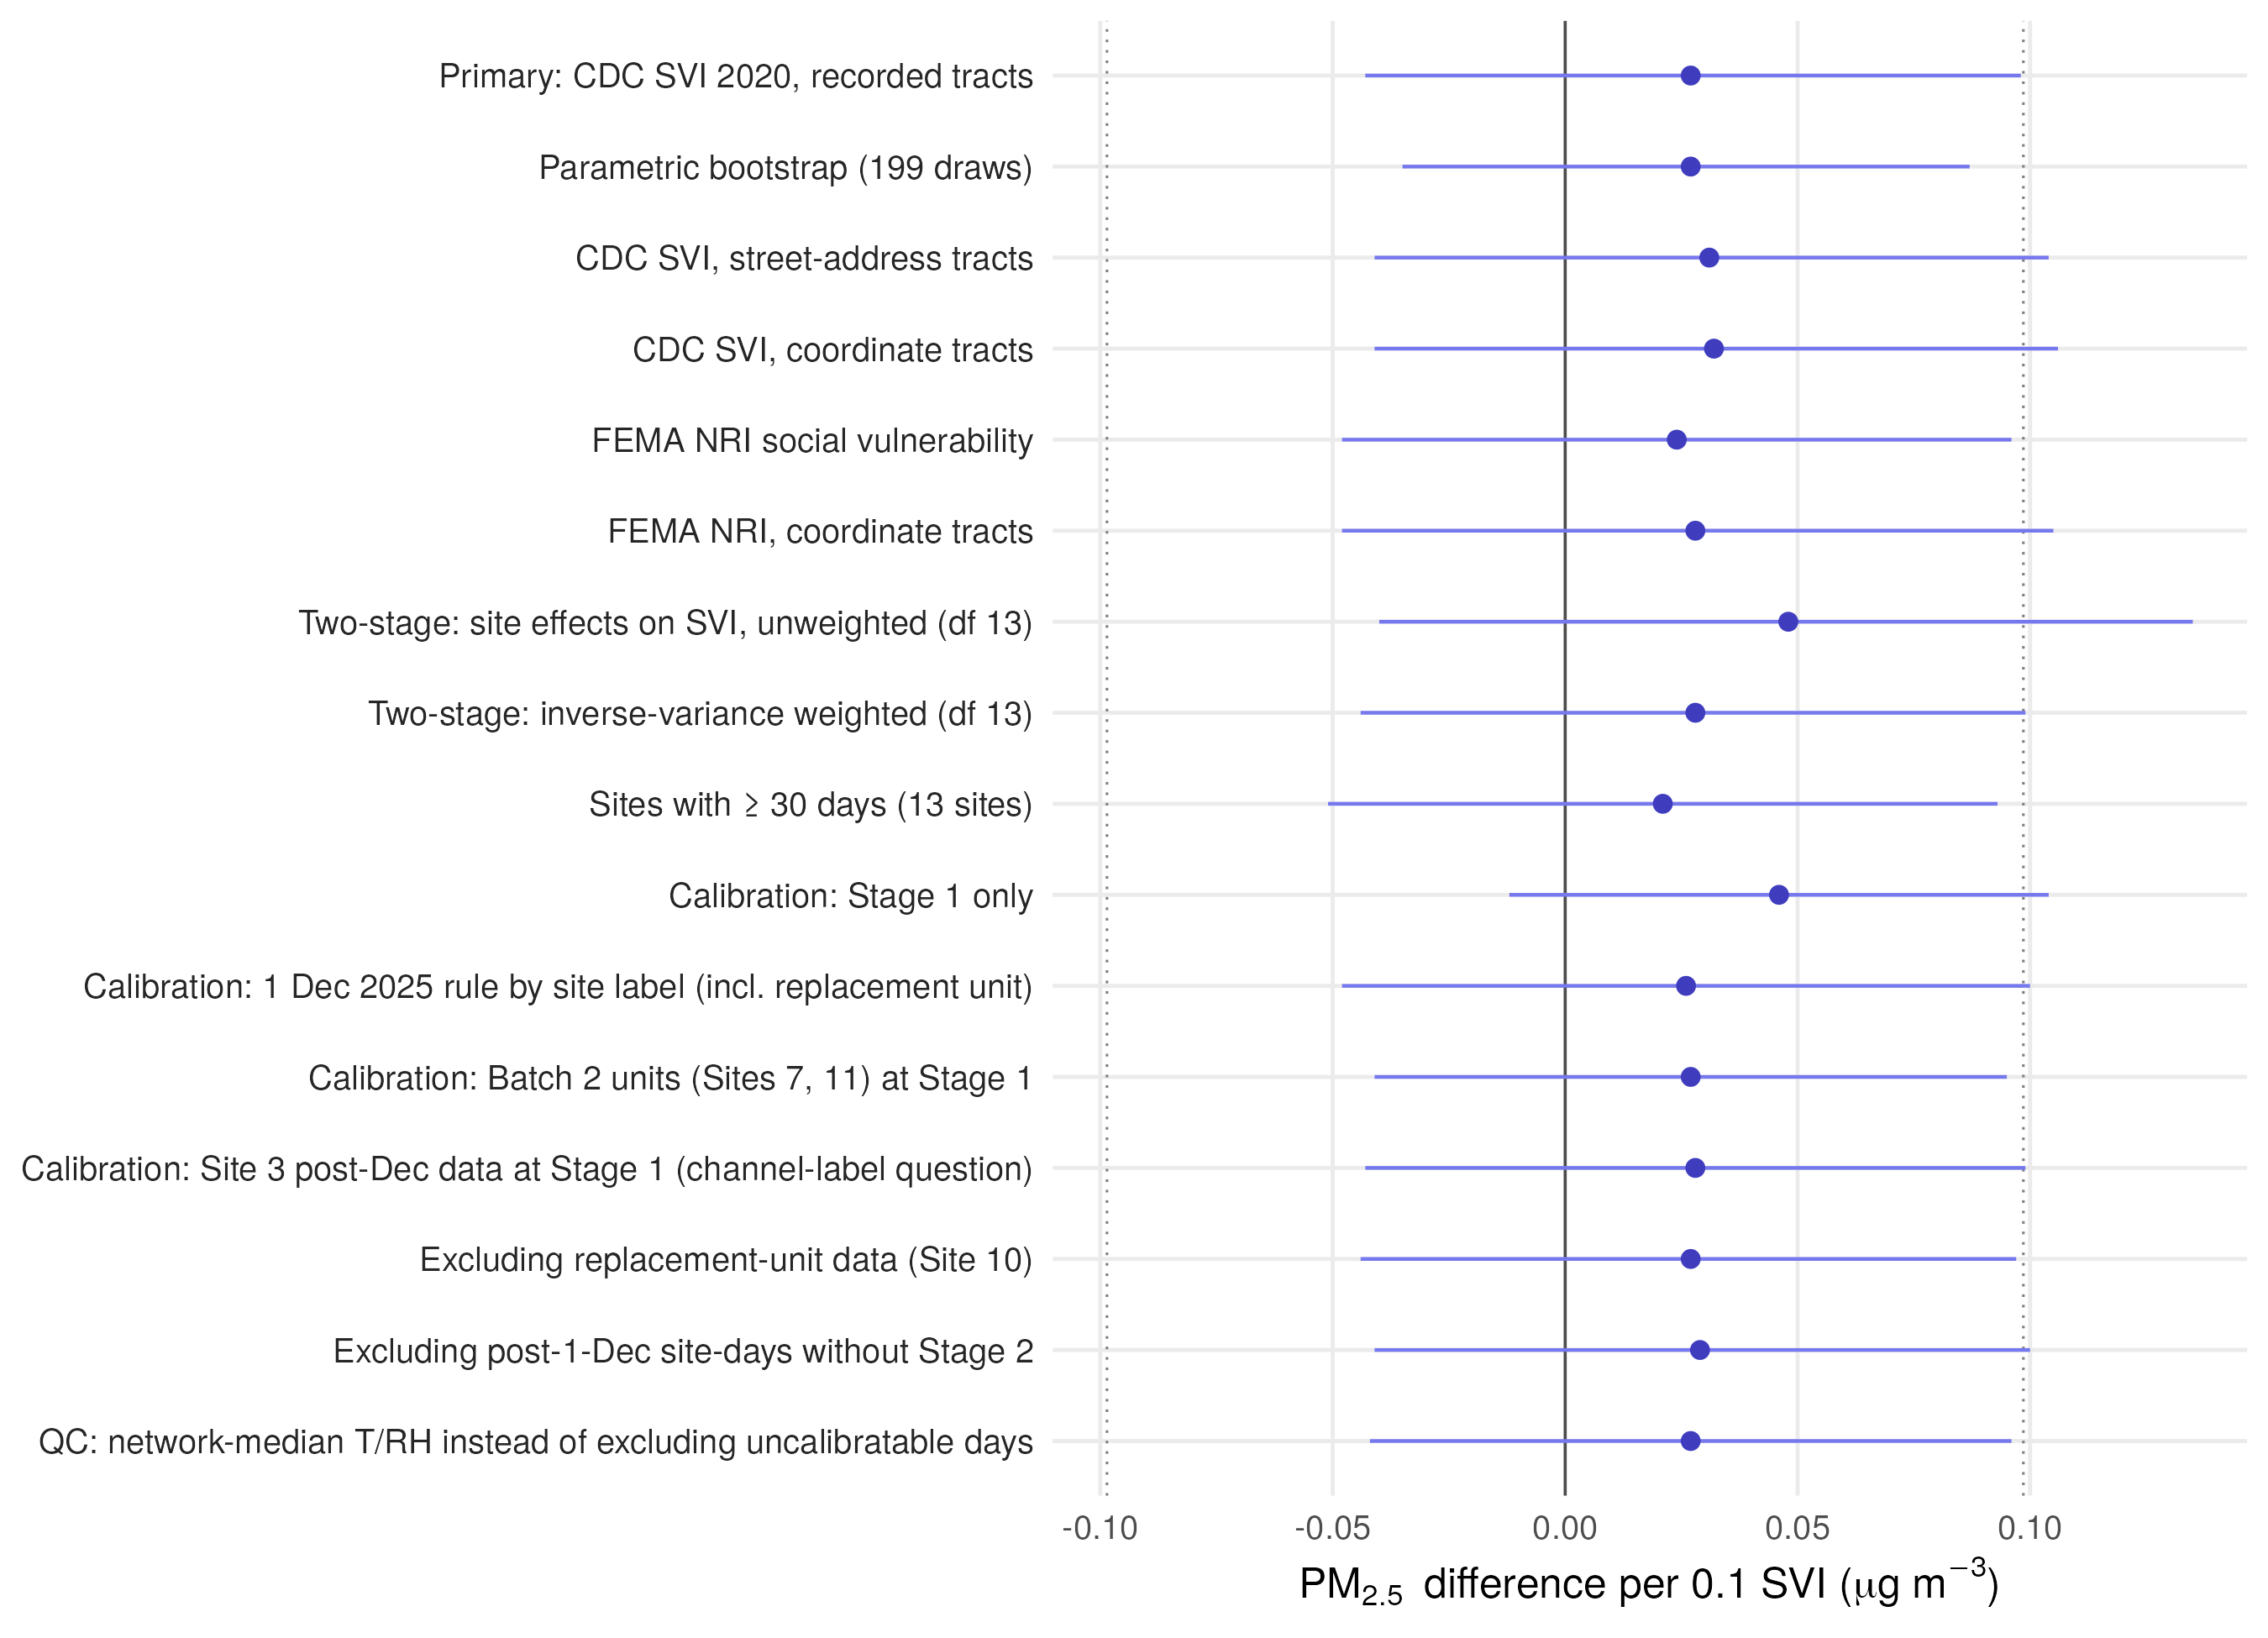 Primary: CDC SVI 2020, recorded tracts
Parametric bootstrap (199 draws)
CDC SVI, street-address tracts
CDC SVI, coordinate tracts
FEMA NRI social vulnerability
FEMA NRI, coordinate tracts
Two-stage: site effects on SVI, unweighted (df 13)
Two-stage: inverse-variance weighted (df 13)
Sites with ≥ 30 days (13 sites)
Calibration: Stage 1 only
Calibration: 1 Dec 2025 rule by site label (incl. replacement unit)
Calibration: Batch 2 units (Sites 7, 11) at Stage 1
Calibration: Site 3 post-Dec data at Stage 1 (channel-label question)
Excluding replacement-unit data (Site 10)
Excluding post-1-Dec site-days without Stage 2
QC: network-median T/RH instead of excluding uncalibratable days
-0.10 -0.05 0.00 0.05 0.10
PM₂.₅ difference per 0.1 SVI (μg m⁻³)